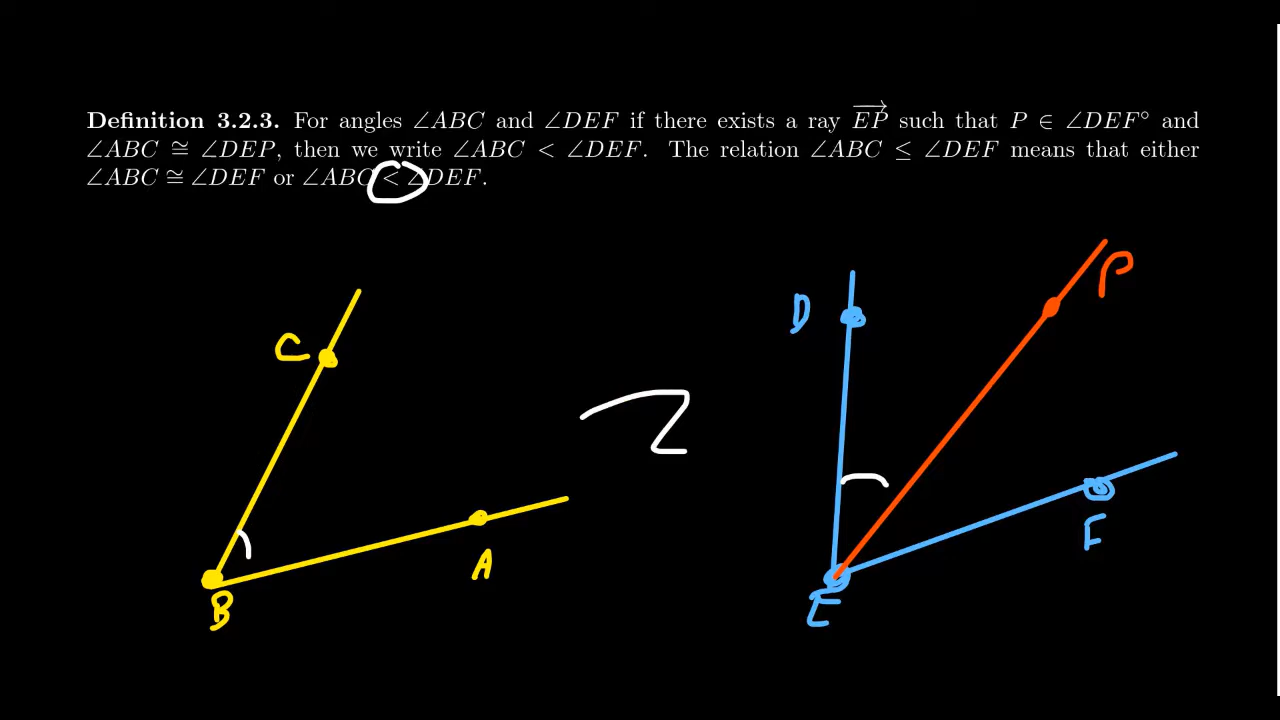 Definition 3.2.3. For angles ∠ABC and ∠DEF if there exists a ray \overrightarrow{EP} such that P ∈ ∠DEF° and
∠ABC ≅ ∠DEP, then we write ∠ABC < ∠DEF. The relation ∠ABC ≤ ∠DEF means that either
∠ABC ≅ ∠DEF or ∠ABC < ∠DEF.
P
D
C
F
A
B
E